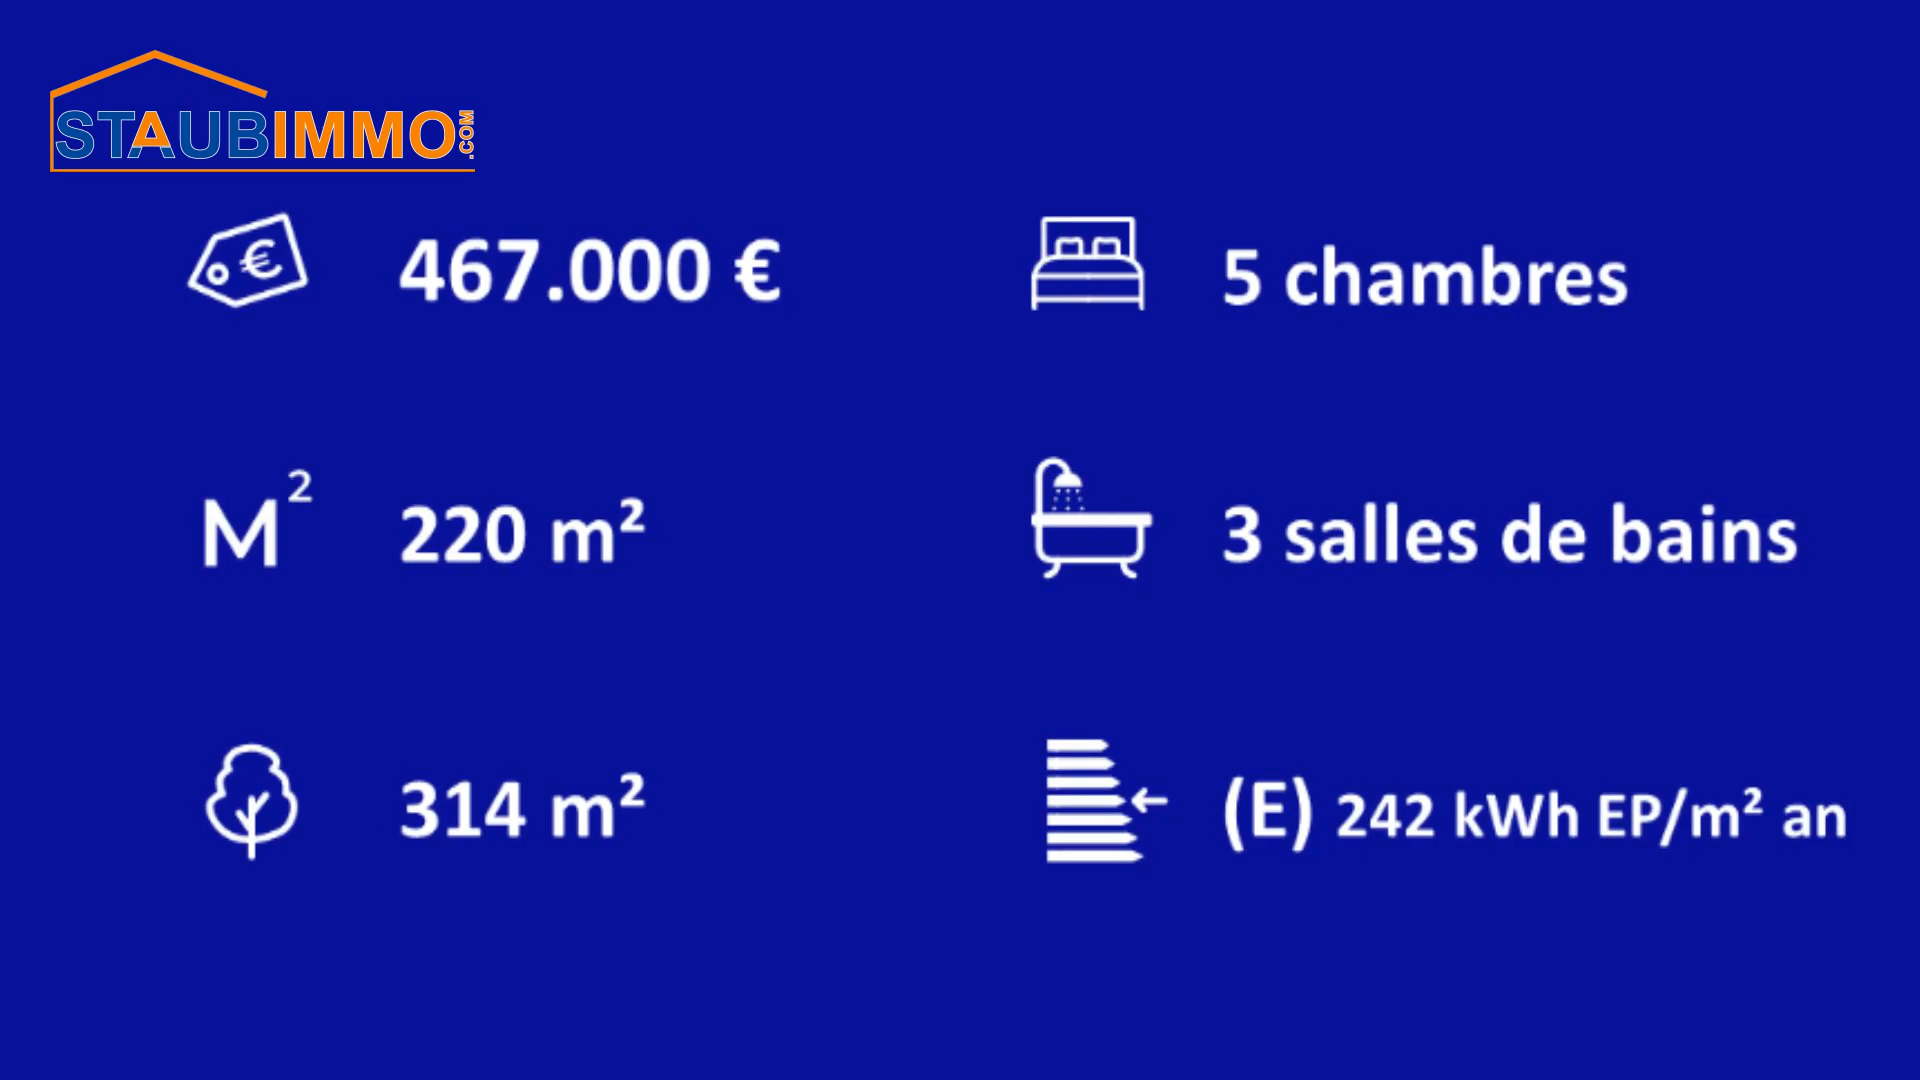 STAUBIMMO.COM
467.000 €
5 chambres
M² 220 m²
3 salles de bains
314 m²
(E) 242 kWh EP/m² an